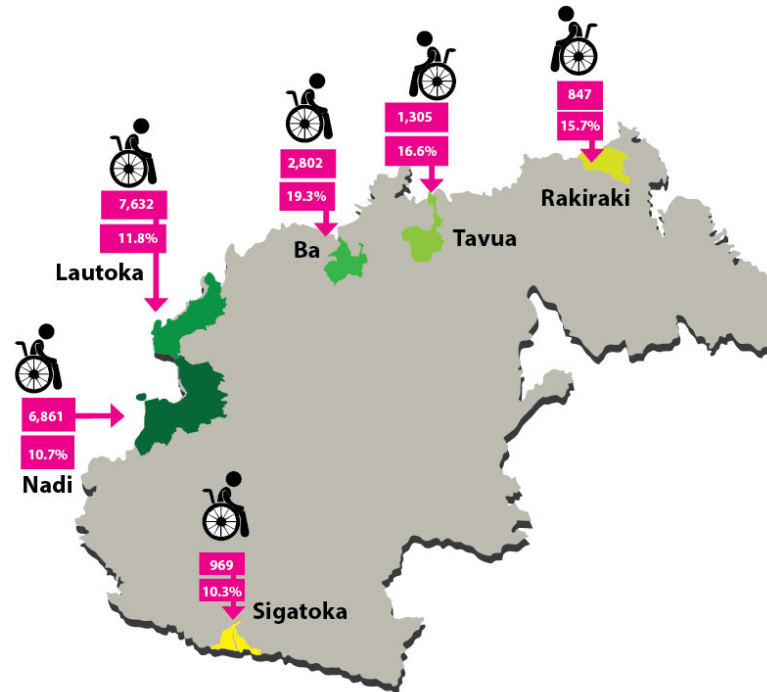 847
15.7%
Rakiraki
1,305
16.6%
Tavua
2,802
19.3%
Ba
7,632
11.8%
Lautoka
6,861
10.7%
Nadi
969
10.3%
Sigatoka